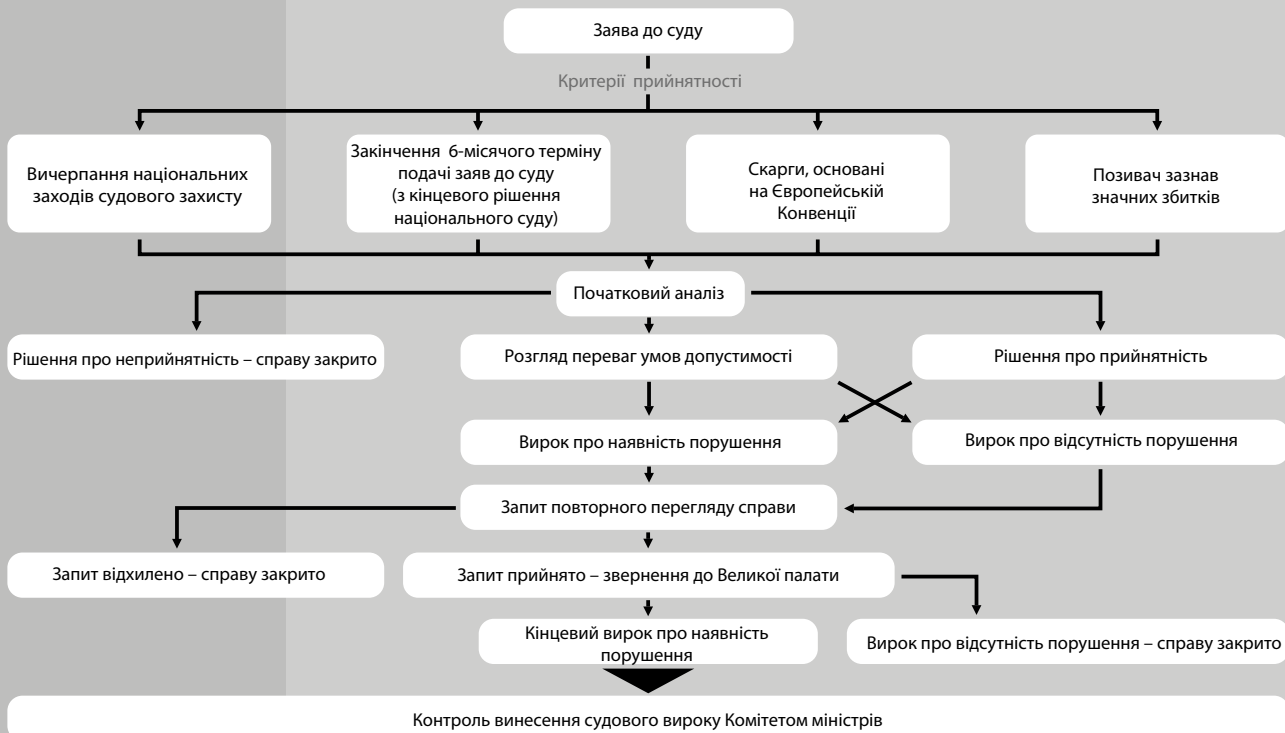 Заява до суду
Критерії прийнятності
Вичерпання національних
заходів судового захисту
Закінчення 6-місячого терміну
подачі заяв до суду
(з кінцевого рішення
національного суду)
Скарги, основані
на Європейській
Конвенції
Позивач зазнав
значних збитків
Початковий аналіз
Рішення про неприйнятність – справу закрито
Розгляд переваг умов допустимості
Рішення про прийнятність
Вирок про наявність порушення
Вирок про відсутність порушення
Запит повторного перегляду справи
Запит відхилено – справу закрито
Запит прийнято – звернення до Великої палати
Кінцевий вирок про наявність
порушення
Вирок про відсутність порушення – справу закрито
Контроль винесення судового вироку Комітетом міністрів